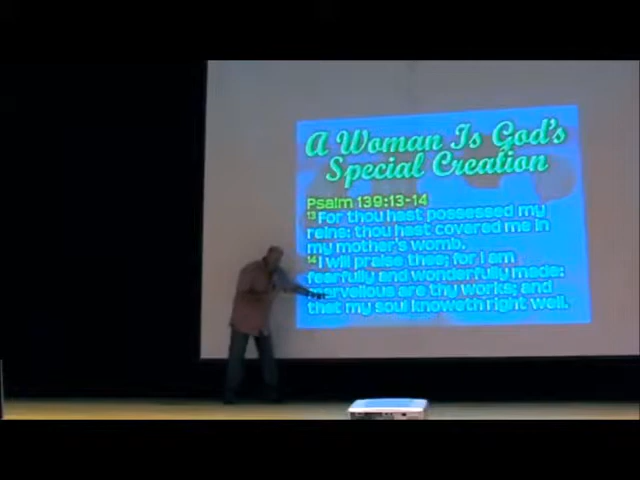 A Woman Is God's
Special Creation
Psalm 139:13-14
13 For thou hast possessed my
reins: thou hast covered me in
my mother's womb.
14 I will praise thee; for I am
fearfully and wonderfully made:
marvellous are thy works; and
that my soul knoweth right well.